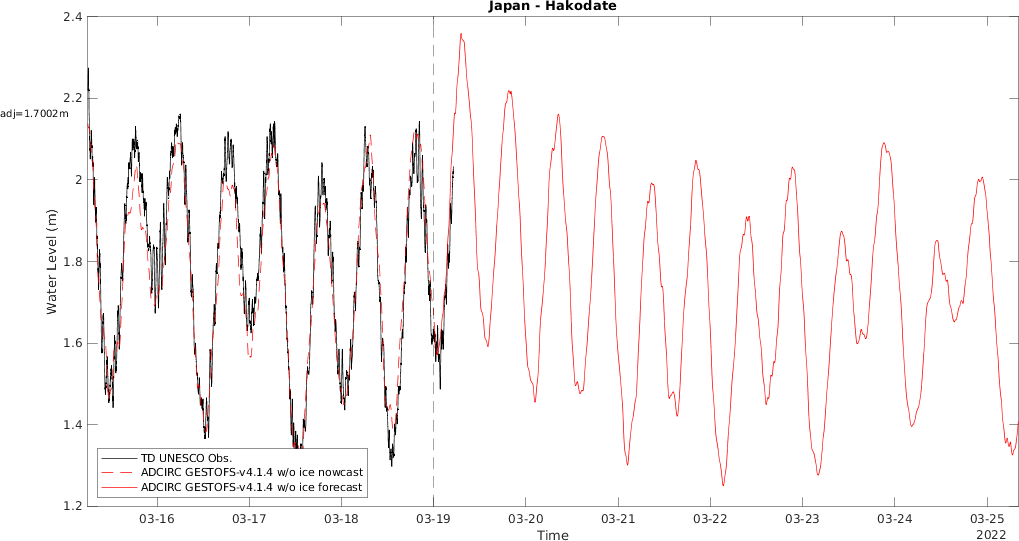 Japan - Hakodate
2.4
2.2
adj=1.7002m
2
1.8
1.6
1.4
1.2
Water Level (m)
TD UNESCO Obs.
ADCIRC GESTOFS-v4.1.4 w/o ice nowcast
ADCIRC GESTOFS-v4.1.4 w/o ice forecast
03-16 03-17 03-18 03-19 03-20 03-21 03-22 03-23 03-24 03-25
Time
2022